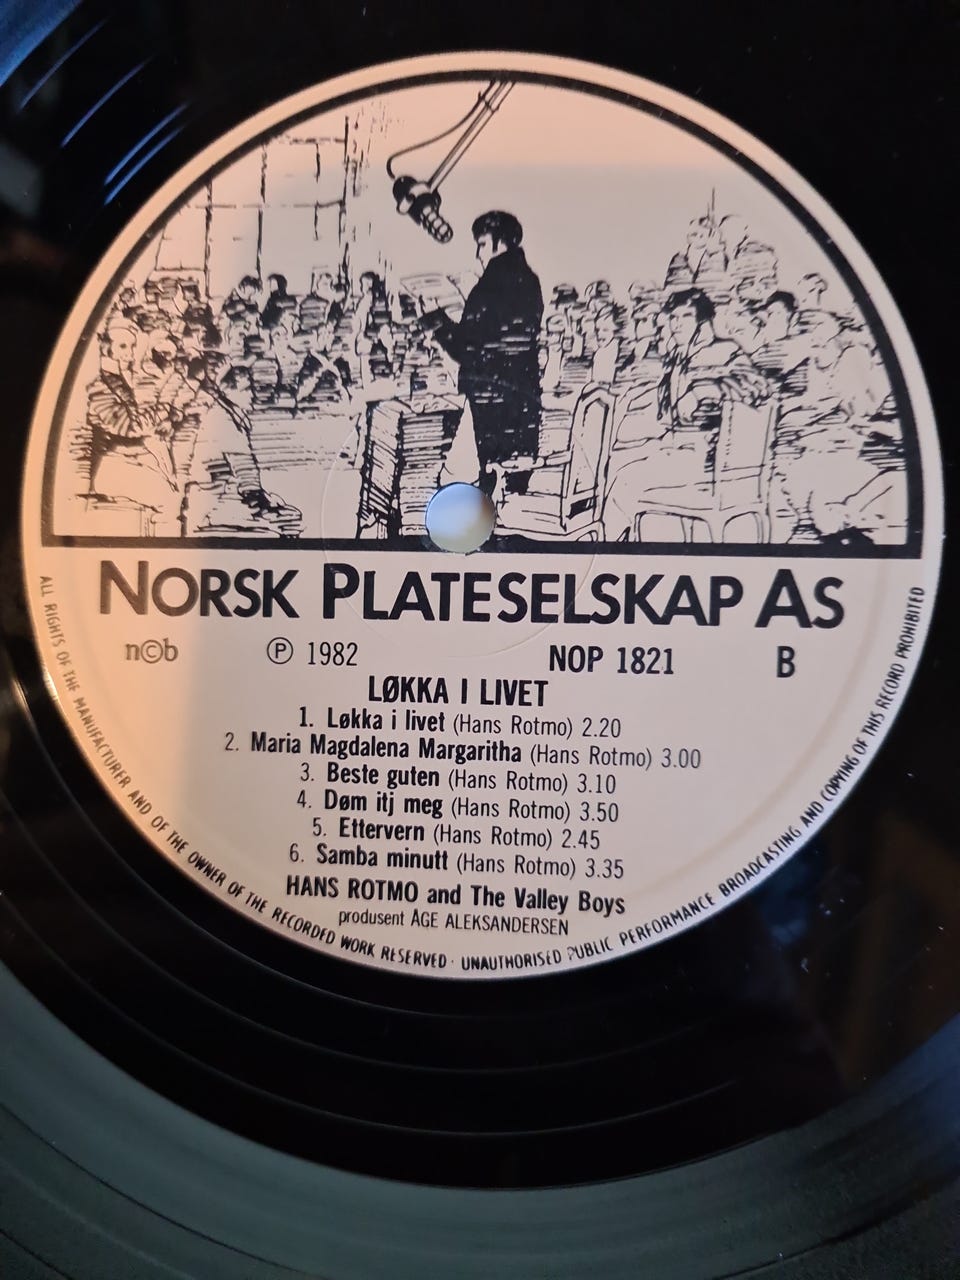 NORSK PLATESELSKAP AS
n©b ℗ 1982 NOP 1821 B
LØKKA I LIVET
1. Løkka i livet (Hans Rotmo) 2.20
2. Maria Magdalena Margaritha (Hans Rotmo) 3.00
3. Beste guten (Hans Rotmo) 3.10
4. Døm itj meg (Hans Rotmo) 3.50
5. Ettervern (Hans Rotmo) 2.45
6. Samba minutt (Hans Rotmo) 3.35
HANS ROTMO and The Valley Boys
produsent ÅGE ALEKSANDERSEN
ALL RIGHTS OF THE MANUFACTURER AND OF THE OWNER OF THE RECORDED WORK RESERVED · UNAUTHORISED PUBLIC PERFORMANCE BROADCASTING AND COPYING OF THIS RECORD PROHIBITED